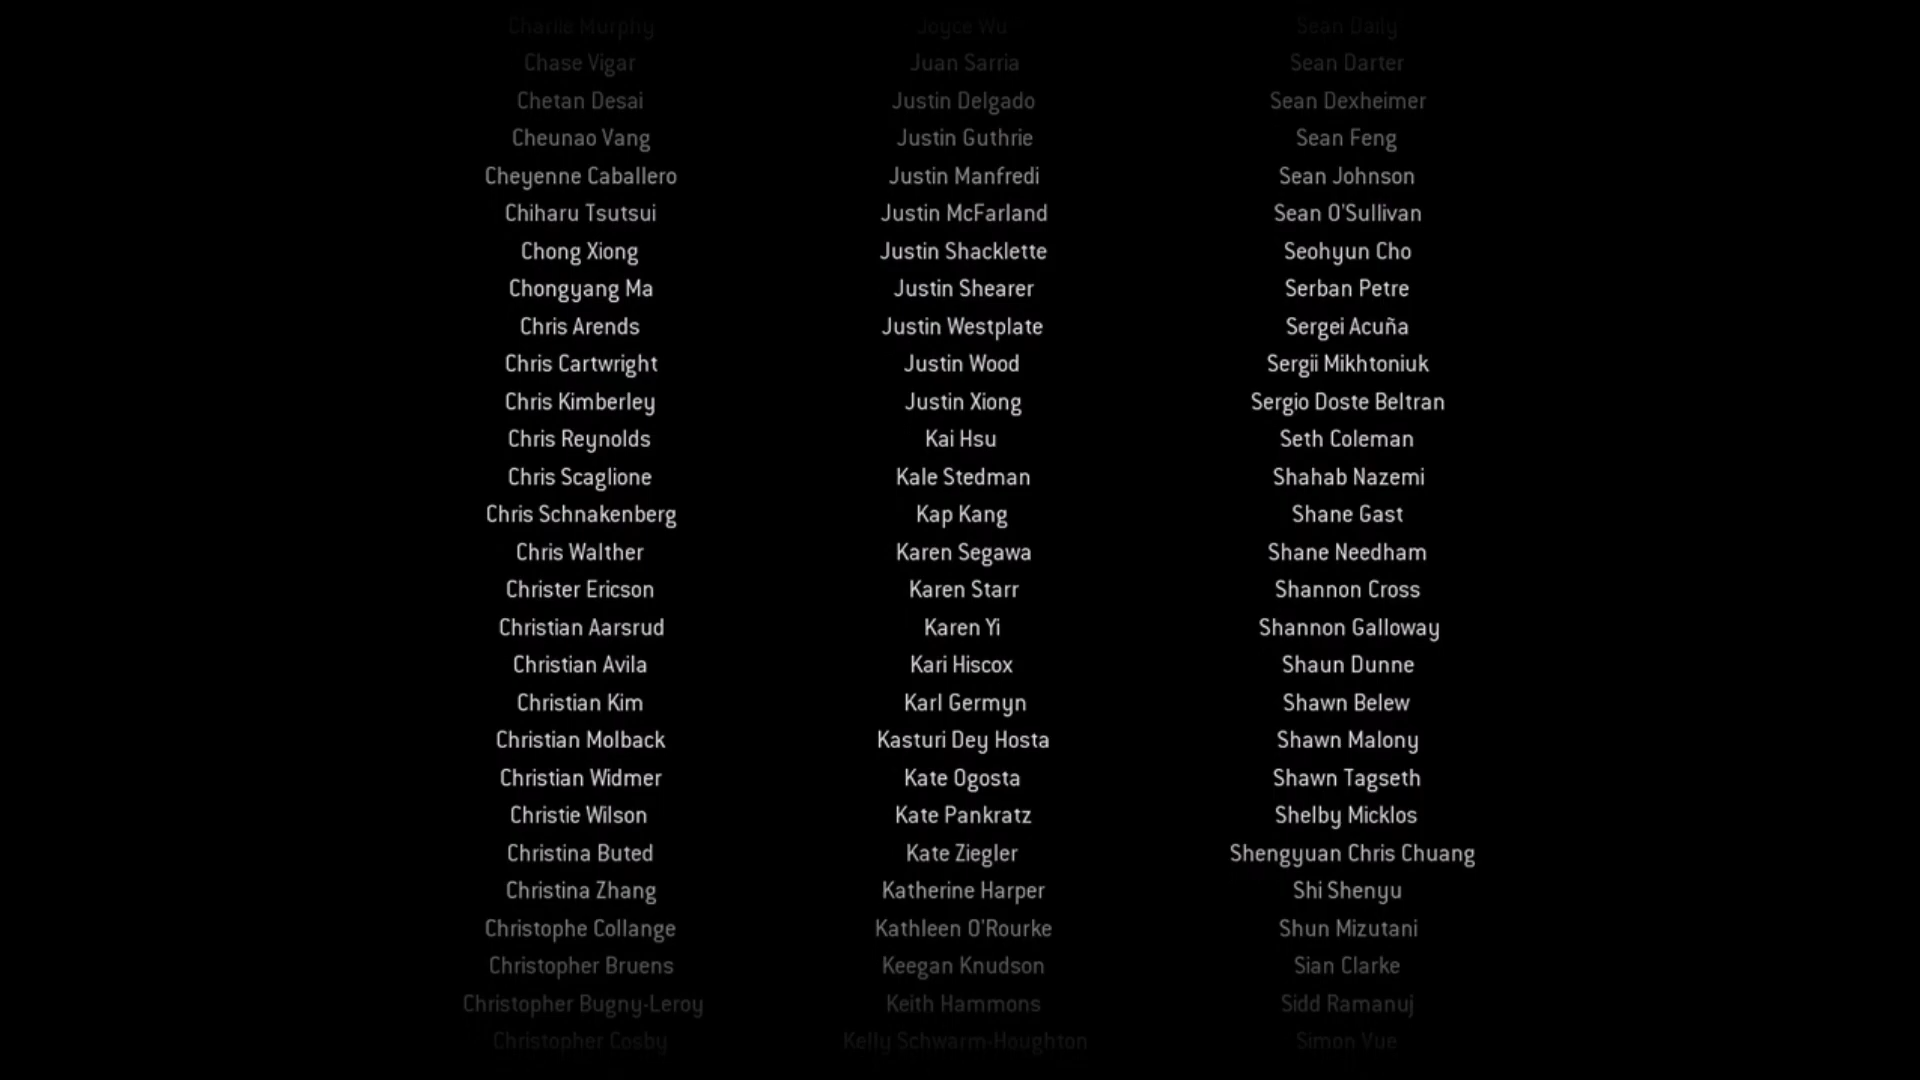 Charlie Murphy
Chase Vigar
Chetan Desai
Cheunao Vang
Cheyenne Caballero
Chiharu Tsutsui
Chong Xiong
Chongyang Ma
Chris Arends
Chris Cartwright
Chris Kimberley
Chris Reynolds
Chris Scaglione
Chris Schnakenberg
Chris Walther
Christer Ericson
Christian Aarsrud
Christian Avila
Christian Kim
Christian Molback
Christian Widmer
Christie Wilson
Christina Buted
Christina Zhang
Christophe Collange
Christopher Bruens
Christopher Bugny-Leroy
Christopher Cosby
Joyce Wu
Juan Sarria
Justin Delgado
Justin Guthrie
Justin Manfredi
Justin McFarland
Justin Shacklette
Justin Shearer
Justin Westplate
Justin Wood
Justin Xiong
Kai Hsu
Kale Stedman
Kap Kang
Karen Segawa
Karen Starr
Karen Yi
Kari Hiscox
Karl Germyn
Kasturi Dey Hosta
Kate Ogosta
Kate Pankratz
Kate Ziegler
Katherine Harper
Kathleen O'Rourke
Keegan Knudson
Keith Hammons
Kelly Schwarm-Houghton
Sean Daily
Sean Darter
Sean Dexheimer
Sean Feng
Sean Johnson
Sean O'Sullivan
Seohyun Cho
Serban Petre
Sergei Acuña
Sergii Mikhtoniuk
Sergio Doste Beltran
Seth Coleman
Shahab Nazemi
Shane Gast
Shane Needham
Shannon Cross
Shannon Galloway
Shaun Dunne
Shawn Belew
Shawn Malony
Shawn Tagseth
Shelby Micklos
Shengyuan Chris Chuang
Shi Shenyu
Shun Mizutani
Sian Clarke
Sidd Ramanuj
Simon Vue